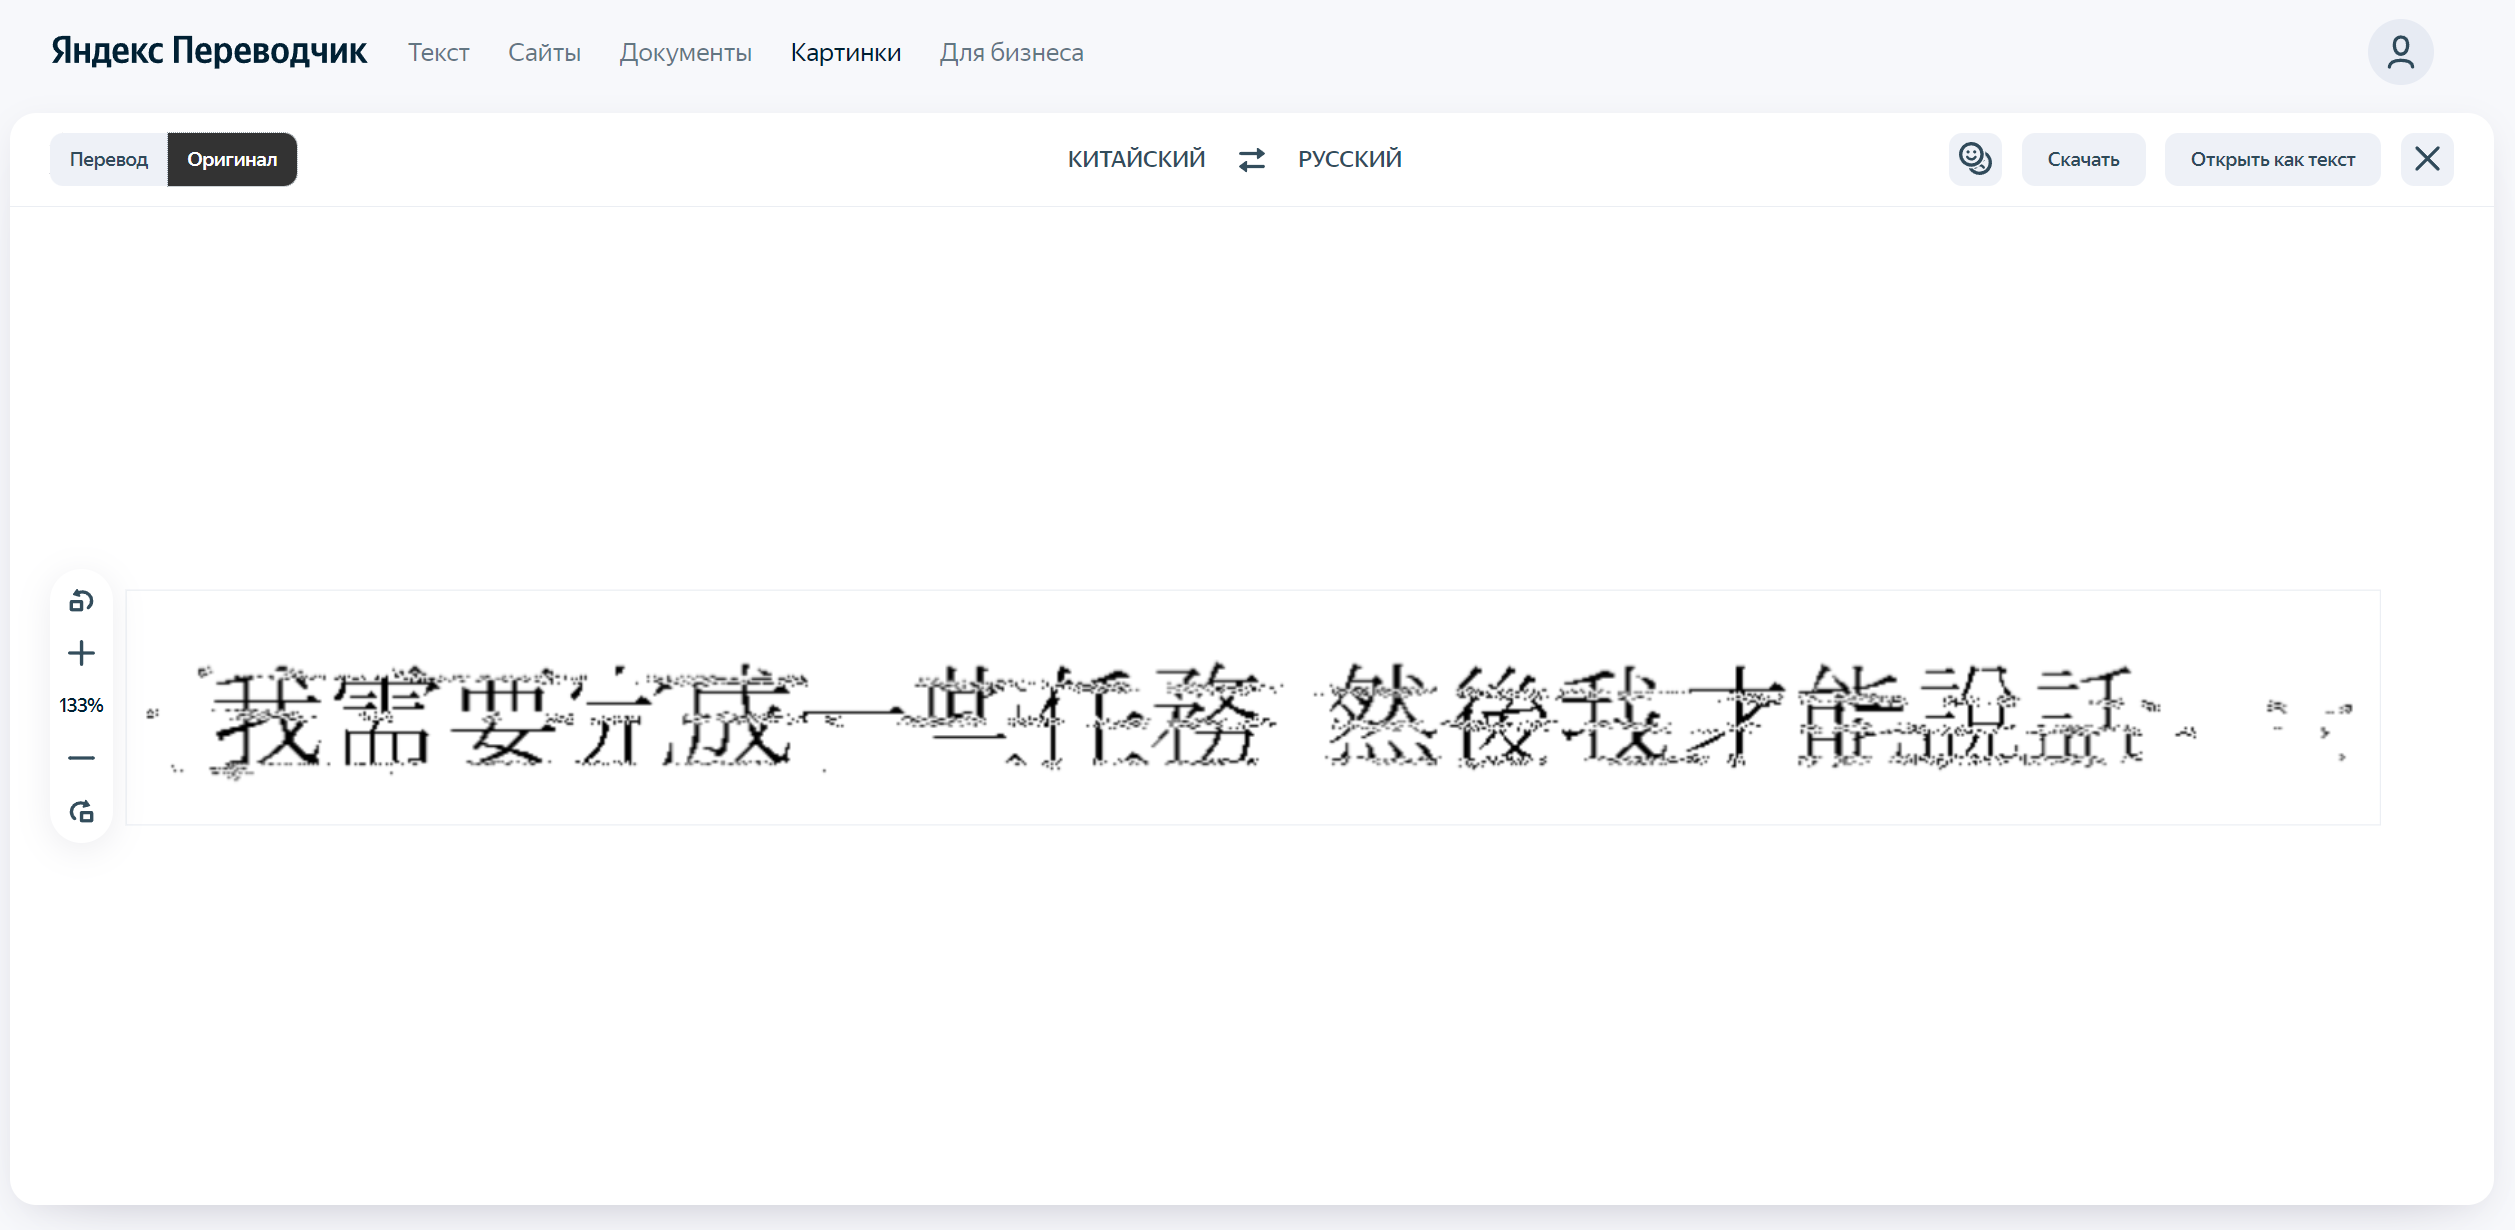 Яндекс Переводчик Текст Сайты Документы Картинки Для бизнеса
Перевод Оригинал КИТАЙСКИЙ РУССКИЙ Скачать Открыть как текст
133%
我需要完成一些任務 然後我才能說話